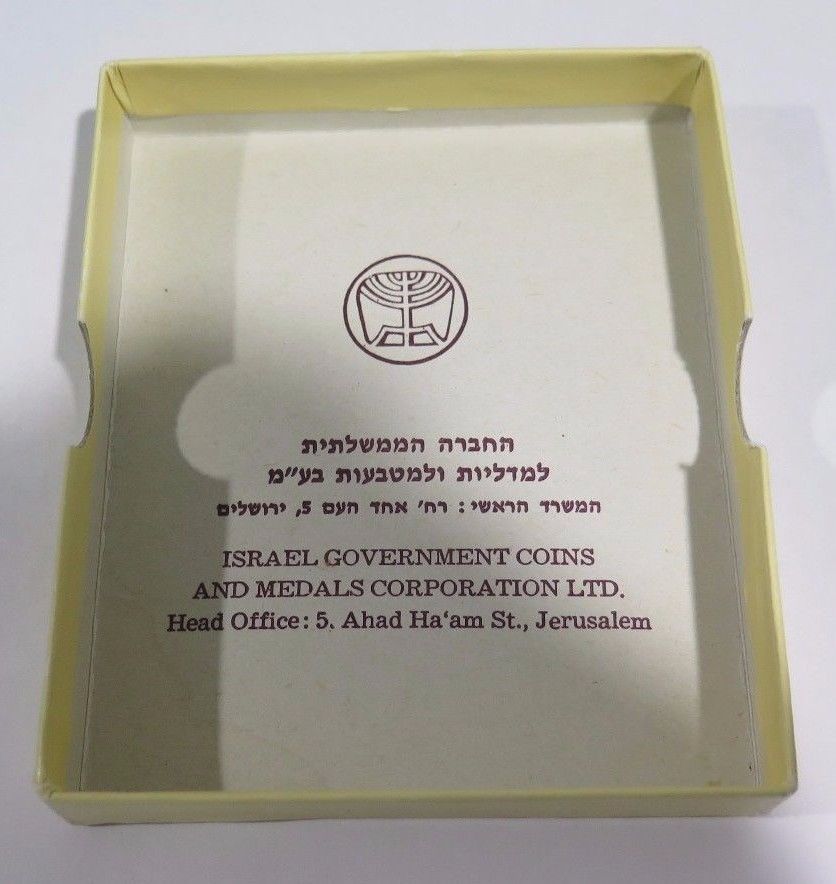 החברה הממשלתית
למדליות ולמטבעות בע״מ
המשרד הראשי: רח׳ אחד העם 5, ירושלים
ISRAEL GOVERNMENT COINS
AND MEDALS CORPORATION LTD.
Head Office: 5. Ahad Ha‘am St., Jerusalem